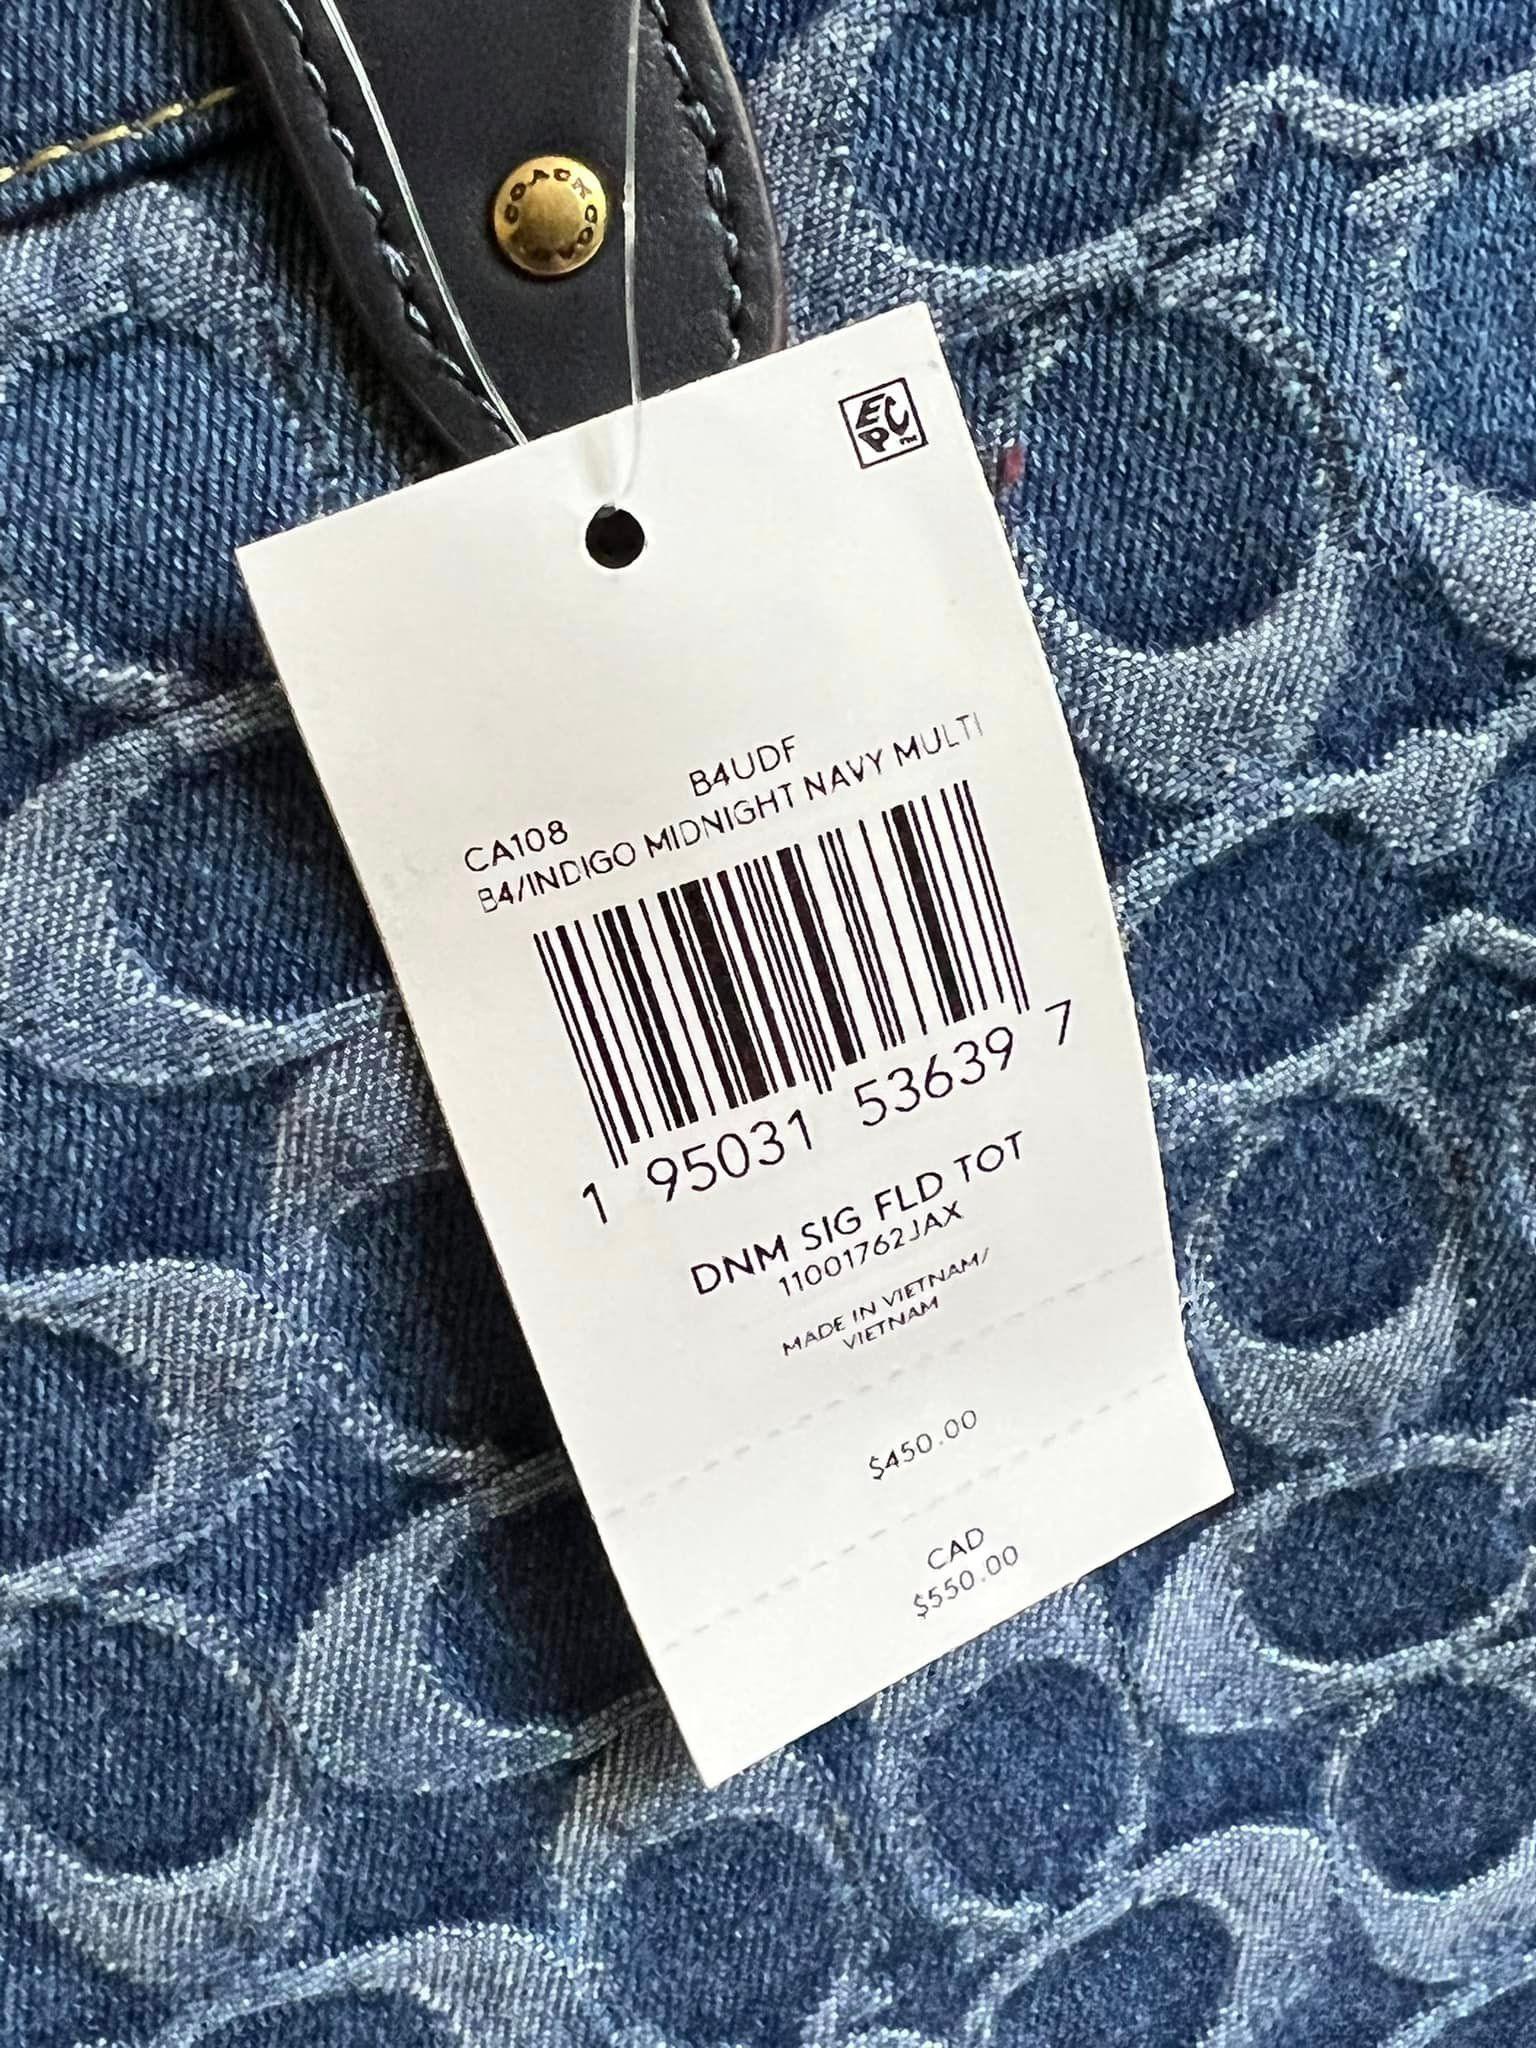 COACH COACH
EPC™
CA108 B4UDF
B4/INDIGO MIDNIGHT NAVY MULTI
1 95031 53639 7
DNM SIG FLD TOT
11001762JAX
MADE IN VIETNAM/
VIETNAM
$450.00
CAD
$550.00